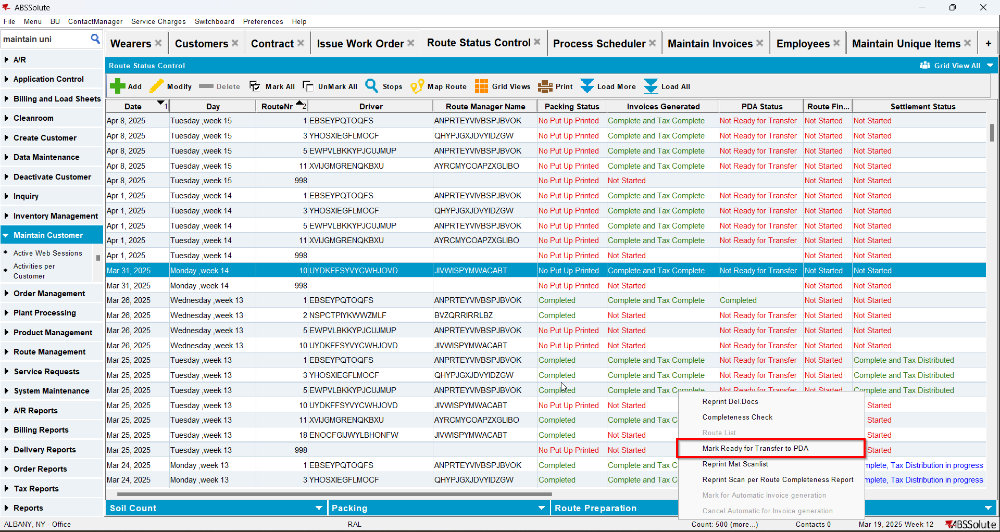 ABSSolute
File Menu BU ContactManager Service Charges Switchboard Preferences Help
maintain uni
Wearers Customers Contract Issue Work Order Route Status Control Process Scheduler Maintain Invoices Employees Maintain Unique Items +
Route Status Control Grid View All
Add Modify Delete Mark All UnMark All Stops Map Route Grid Views Print Load More Load All
A/R
Application Control
Billing and Load Sheets
Cleanroom
Create Customer
Data Maintenance
Deactivate Customer
Inquiry
Inventory Management
Maintain Customer
Active Web Sessions
Activities per
Customer
Order Management
Plant Processing
Product Management
Route Management
Service Requests
System Maintenance
A/R Reports
Billing Reports
Delivery Reports
Order Reports
Tax Reports
Reports
Date 1 Day RouteNr 2 Driver Route Manager Name Packing Status Invoices Generated PDA Status Route Fin... Settlement Status
Apr 8, 2025 Tuesday ,week 15 1 EBSEYPQTOQFS ANPRTEYVIVBSPJBVOK No Put Up Printed Complete and Tax Complete Not Ready for Transfer Not Started Not Started
Apr 8, 2025 Tuesday ,week 15 3 YHOSXIEGFLMOCF QHYPJGXJDVYIDZGW No Put Up Printed Complete and Tax Complete Not Ready for Transfer Not Started Not Started
Apr 8, 2025 Tuesday ,week 15 5 EWPVLBKKYPJCUJMUP ANPRTEYVIVBSPJBVOK No Put Up Printed Complete and Tax Complete Not Ready for Transfer Not Started Not Started
Apr 8, 2025 Tuesday ,week 15 11 XVIJGMGRENQKBXU AYRCMYCOAPZXGLIBO No Put Up Printed Complete and Tax Complete Not Ready for Transfer Not Started Not Started
Apr 8, 2025 Tuesday ,week 15 998 No Put Up Printed Not Started Not Started Not Started
Apr 1, 2025 Tuesday ,week 14 1 EBSEYPQTOQFS ANPRTEYVIVBSPJBVOK No Put Up Printed Complete and Tax Complete Not Ready for Transfer Not Started Not Started
Apr 1, 2025 Tuesday ,week 14 3 YHOSXIEGFLMOCF QHYPJGXJDVYIDZGW No Put Up Printed Complete and Tax Complete Not Ready for Transfer Not Started Not Started
Apr 1, 2025 Tuesday ,week 14 5 EWPVLBKKYPJCUJMUP ANPRTEYVIVBSPJBVOK No Put Up Printed Complete and Tax Complete Not Ready for Transfer Not Started Not Started
Apr 1, 2025 Tuesday ,week 14 11 XVIJGMGRENQKBXU AYRCMYCOAPZXGLIBO No Put Up Printed Complete and Tax Complete Not Ready for Transfer Not Started Not Started
Apr 1, 2025 Tuesday ,week 14 998 No Put Up Printed Not Started Not Started Not Started
Mar 31, 2025 Monday ,week 14 10 UYDKFFSYVYCWHJOVD JIVWISPYMWACABT No Put Up Printed Complete and Tax Complete Not Ready for Transfer Not Started Not Started
Mar 31, 2025 Monday ,week 14 998 No Put Up Printed Not Started Not Started Not Started
Mar 26, 2025 Wednesday ,week 13 1 EBSEYPQTOQFS ANPRTEYVIVBSPJBVOK Completed Complete and Tax Complete Completed Not Started Not Started
Mar 26, 2025 Wednesday ,week 13 2 NSPCTPIYKWWZMLF BVZQRRIRRLBZ Completed Not Started Not Ready for Transfer Not Started Not Started
Mar 26, 2025 Wednesday ,week 13 5 EWPVLBKKYPJCUJMUP ANPRTEYVIVBSPJBVOK No Put Up Printed Not Started Not Ready for Transfer Not Started Not Started
Mar 26, 2025 Wednesday ,week 13 10 UYDKFFSYVYCWHJOVD JIVWISPYMWACABT No Put Up Printed Not Started Not Ready for Transfer Not Started Not Started
Mar 25, 2025 Tuesday ,week 13 1 EBSEYPQTOQFS ANPRTEYVIVBSPJBVOK Completed Complete and Tax Complete Not Ready for Transfer Not Started Complete and Tax Distributed
Mar 25, 2025 Tuesday ,week 13 3 YHOSXIEGFLMOCF QHYPJGXJDVYIDZGW Completed Complete and Tax Complete Not Ready for Transfer Not Started Complete and Tax Distributed
Mar 25, 2025 Tuesday ,week 13 5 EWPVLBKKYPJCUJMUP ANPRTEYVIVBSPJBVOK Completed Complete and Tax Complete Not Ready for Transfer Not Started Complete and Tax Distributed
Mar 25, 2025 Tuesday ,week 13 10 UYDKFFSYVYCWHJOVD JIVWISPYMWACABT No Put Up Printed Not Started Started
Mar 25, 2025 Tuesday ,week 13 11 XVIJGMGRENQKBXU AYRCMYCOAPZXGLIBO Completed Complete and Tax C Started
Mar 25, 2025 Tuesday ,week 13 18 ENOCFGIJWYLBHONFW JIVWISPYMWACABT Completed Not Started Started
Mar 25, 2025 Tuesday ,week 13 998 No Put Up Printed Not Started Started
Mar 24, 2025 Monday ,week 13 1 EBSEYPQTOQFS ANPRTEYVIVBSPJBVOK Completed Complete and Tax C mplete, Tax Distribution in progress
Mar 24, 2025 Monday ,week 13 3 YHOSXIEGFLMOCF QHYPJGXJDVYIDZGW Completed Complete and Tax C mplete, Tax Distribution in progress
Reprint Del.Docs
Completeness Check
Route List
Mark Ready for Transfer to PDA
Reprint Mat Scanlist
Reprint Scan per Route Completeness Report
Mark for Automatic Invoice generation
Cancel Automatic for Invoice generation
Soil Count Packing Route Preparation
ALBANY, NY - Office RAL Count: 500 (more...) Contacts 0 Mar 19, 2025 Week 12 ABSSolute